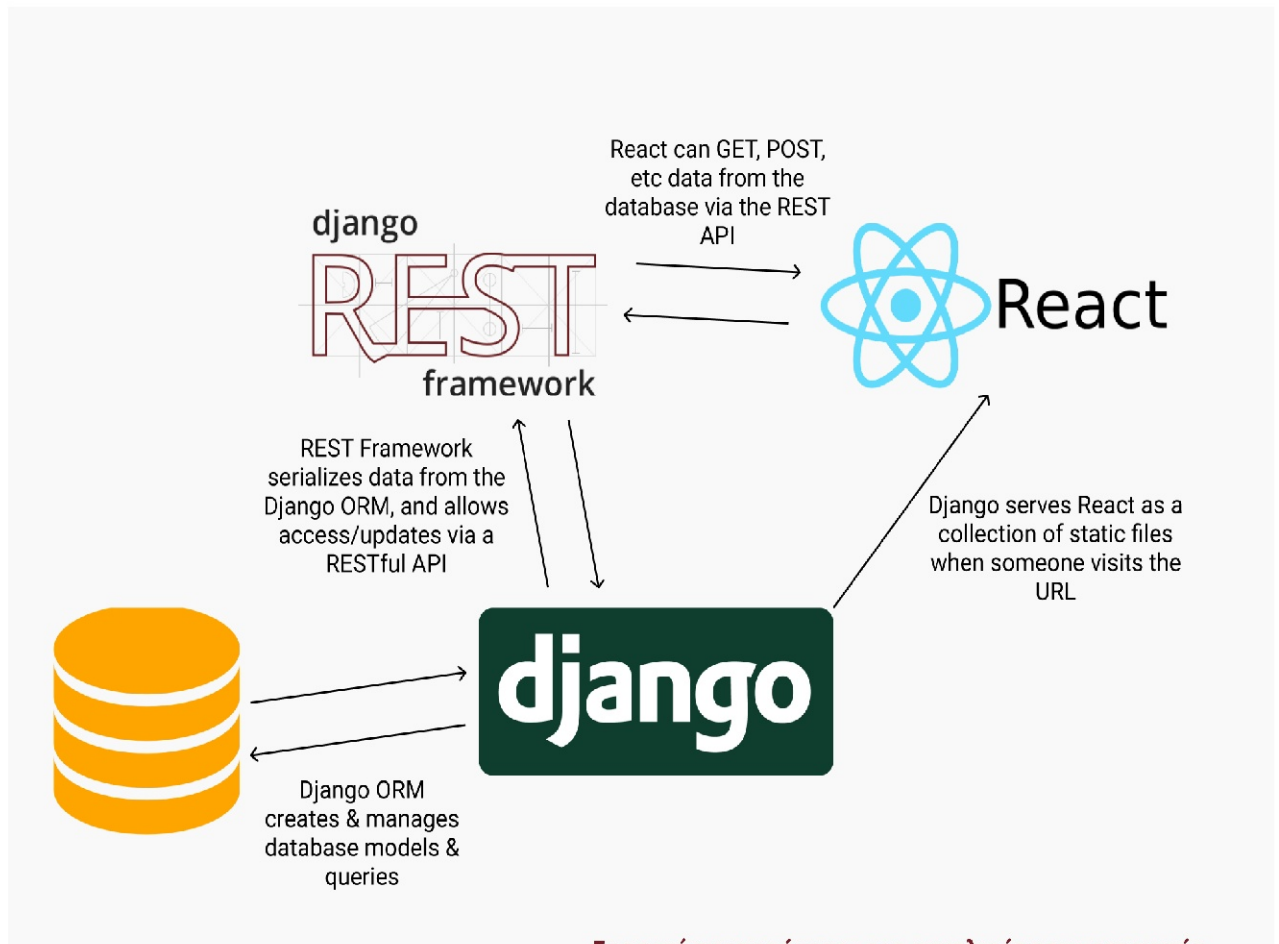 React can GET, POST,
etc data from the
database via the REST
API
django
REST
framework
React
REST Framework
serializes data from the
Django ORM, and allows
access/updates via a
RESTful API
Django serves React as a
collection of static files
when someone visits the
URL
django
Django ORM
creates & manages
database models &
queries